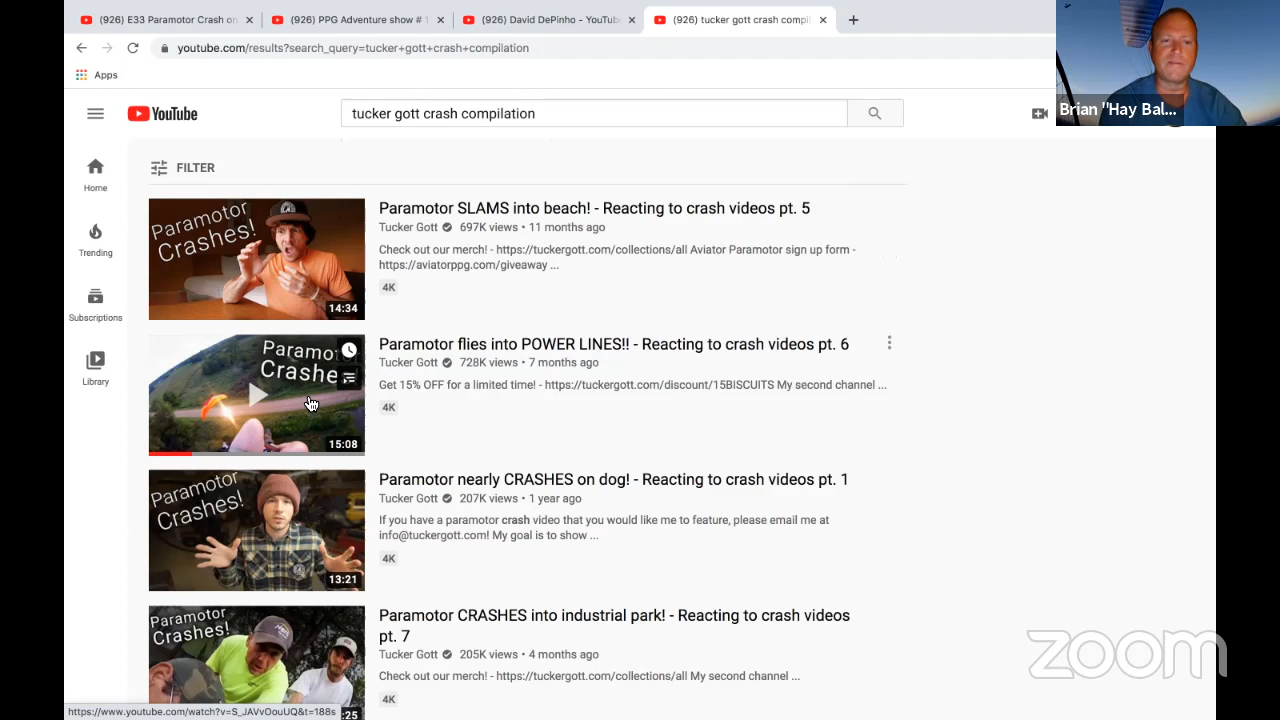 (926) E33 Paramotor Crash on
(926) PPG Adventure show # 1
(926) David DePinho - YouTube
(926) tucker gott crash compil
youtube.com/results?search_query=tucker+gott+crash+compilation
Apps
YouTube
tucker gott crash compilation
Brian "Hay Bal...
Home
Trending
Subscriptions
Library
FILTER
Paramotor Crashes!
14:34
Paramotor SLAMS into beach! - Reacting to crash videos pt. 5
Tucker Gott 697K views • 11 months ago
Check out our merch! - https://tuckergott.com/collections/all Aviator Paramotor sign up form -
https://aviatorppg.com/giveaway ...
4K
Paramot
Crashe
15:08
Paramotor flies into POWER LINES!! - Reacting to crash videos pt. 6
Tucker Gott 728K views • 7 months ago
Get 15% OFF for a limited time! - https://tuckergott.com/discount/15BISCUITS My second channel ...
4K
Paramotor
Crashes!
13:21
Paramotor nearly CRASHES on dog! - Reacting to crash videos pt. 1
Tucker Gott 207K views • 1 year ago
If you have a paramotor crash video that you would like me to feature, please email me at
info@tuckergott.com! My goal is to show ...
4K
Paramotor
Crashes!
:25
Paramotor CRASHES into industrial park! - Reacting to crash videos
pt. 7
Tucker Gott 205K views • 4 months ago
Check out our merch! - https://tuckergott.com/collections/all My second channel ...
4K
https://www.youtube.com/watch?v=S_JAVvOouUQ&t=188s
zoom